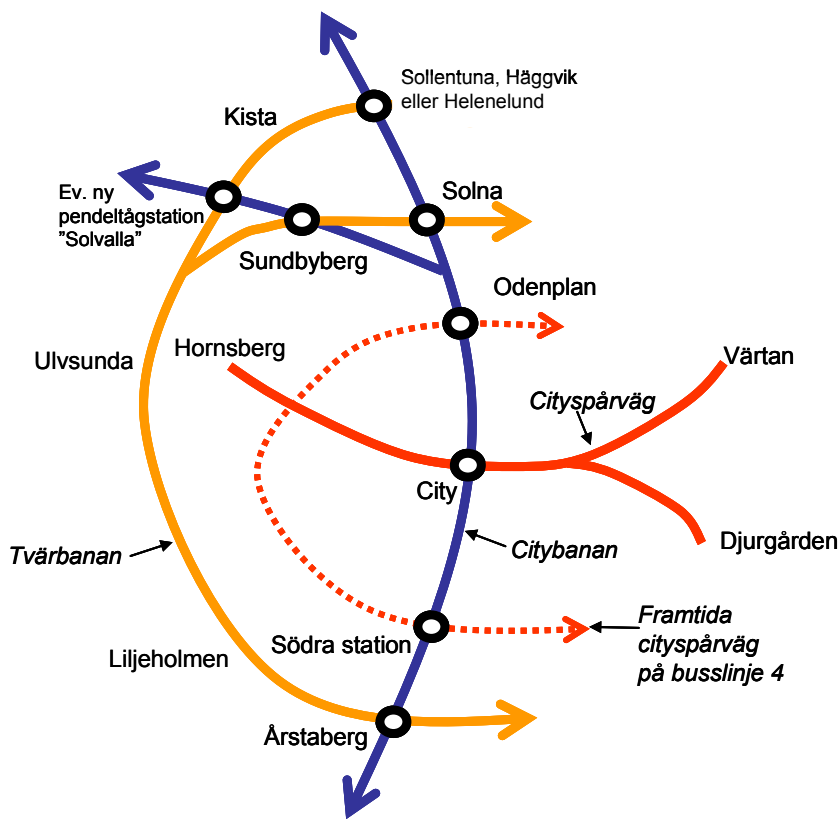 Sollentuna, Häggvik
eller Helenelund
Kista
Ev. ny
pendeltågstation
”Solvalla”
Solna
Sundbyberg
Odenplan
Ulvsunda
Hornsberg
Värtan
Cityspårväg
City
Tvärbanan
Citybanan
Djurgården
Södra station
Framtida
cityspårväg
på busslinje 4
Liljeholmen
Årstaberg